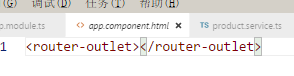 (G) 调试(D) 任务(T) 帮助(H)
p.module.ts app.component.html TS product.service.ts
1 <router-outlet></router-outlet>